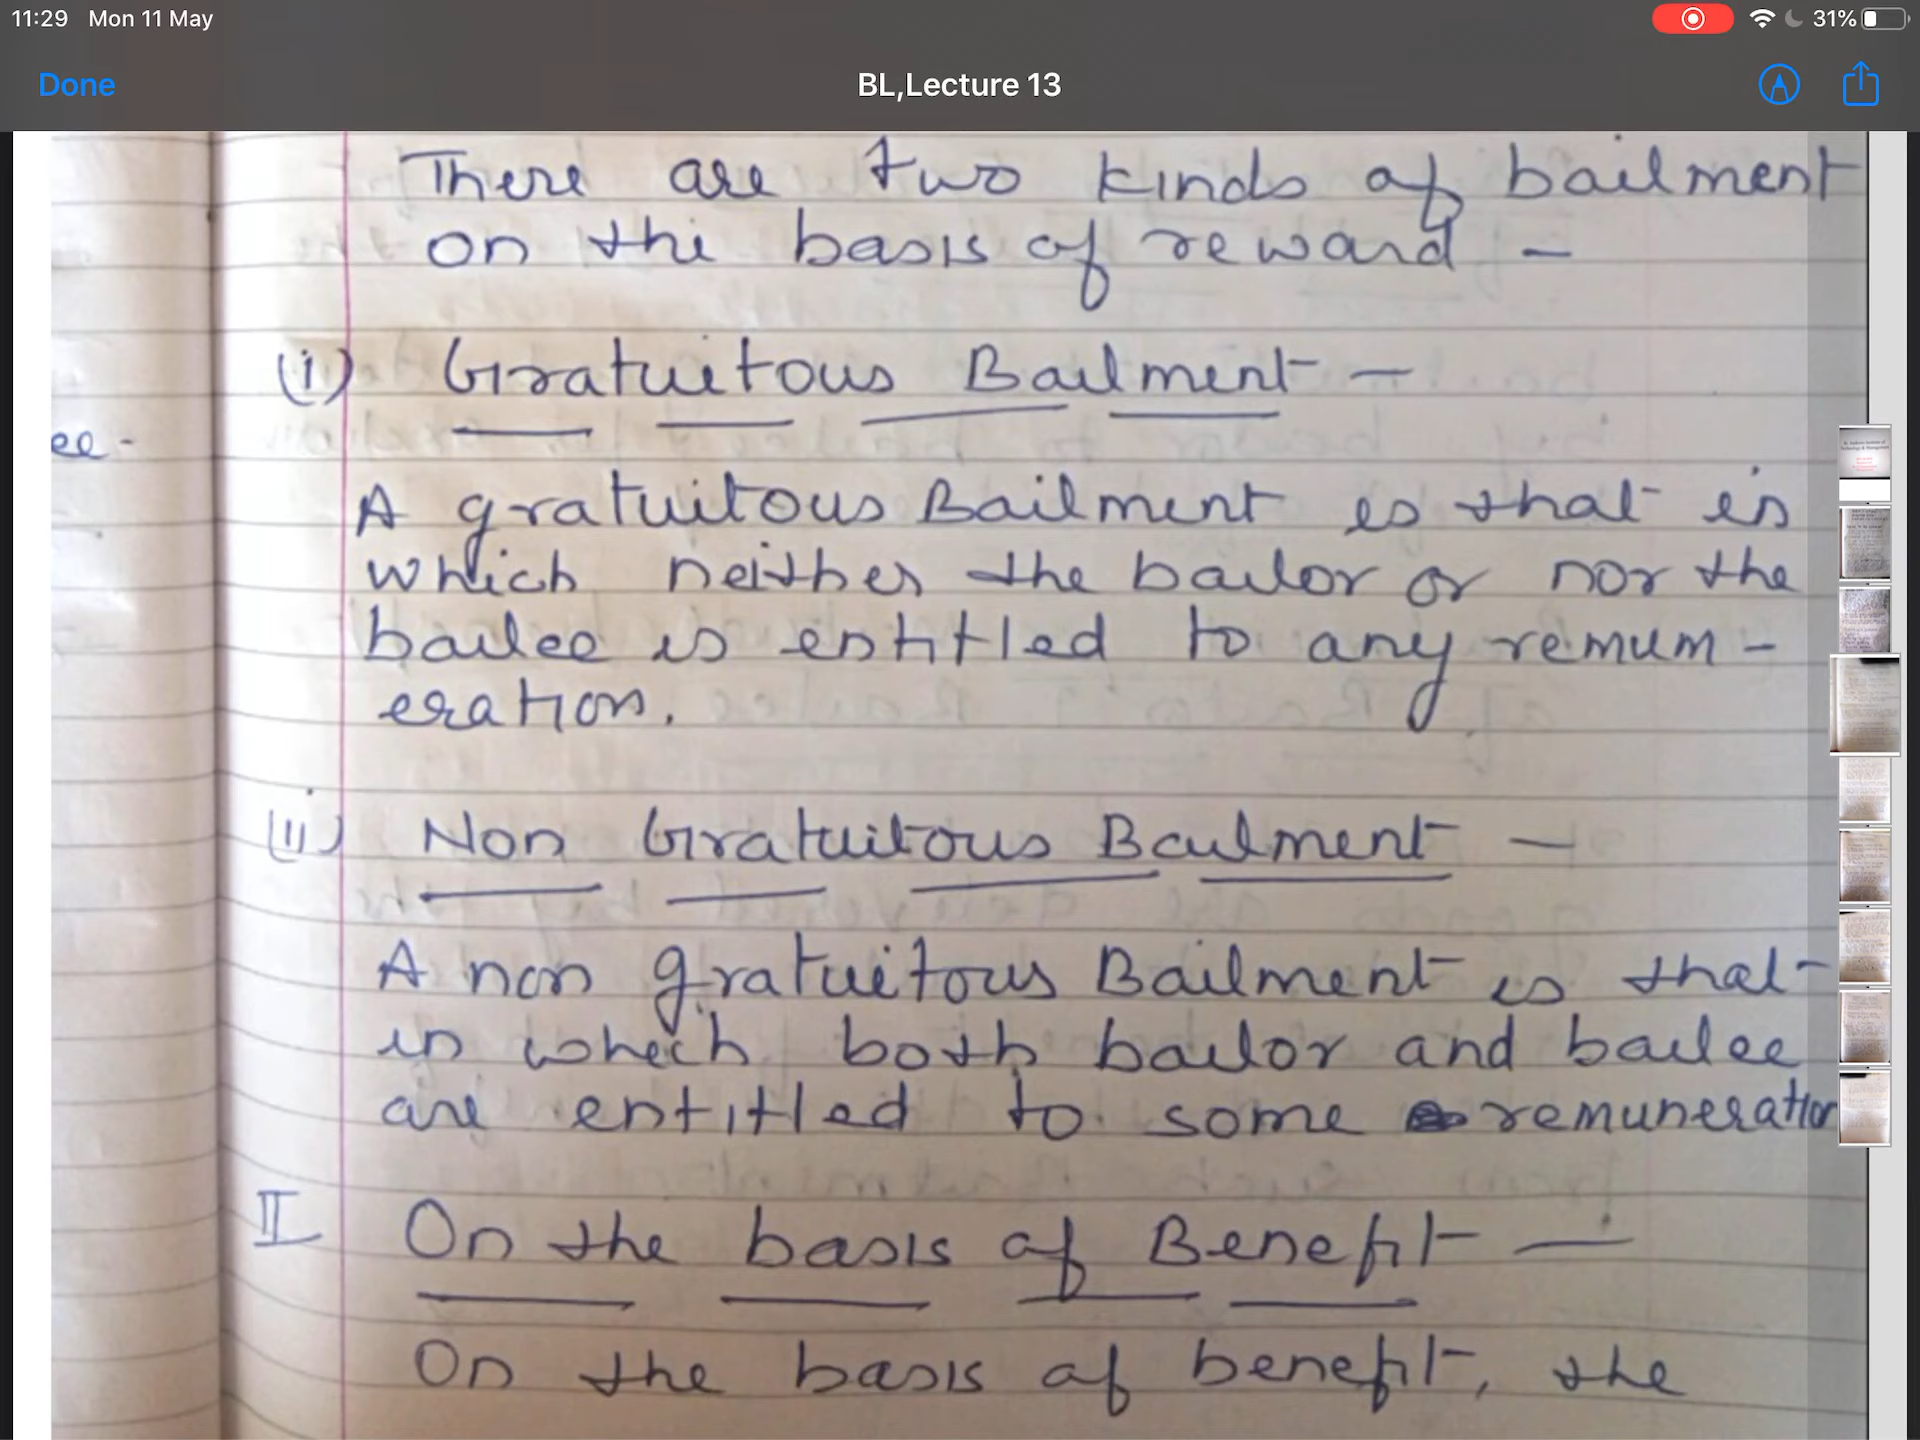 11:29 Mon 11 May
31%
Done
BL,Lecture 13
There are two kinds of bailment
on the basis of reward –
(i) Gratuitous Bailment –
ee -
A gratuitous Bailment is that in
which neither the bailor or nor the
bailee is entitled to any remum -
eration.
(ii) Non Gratuitous Bailment –
A non gratuitous Bailment is that
in which both bailor and bailee
are entitled to some remuneration
II On the basis of Benefit –
On the basis of benefit, the